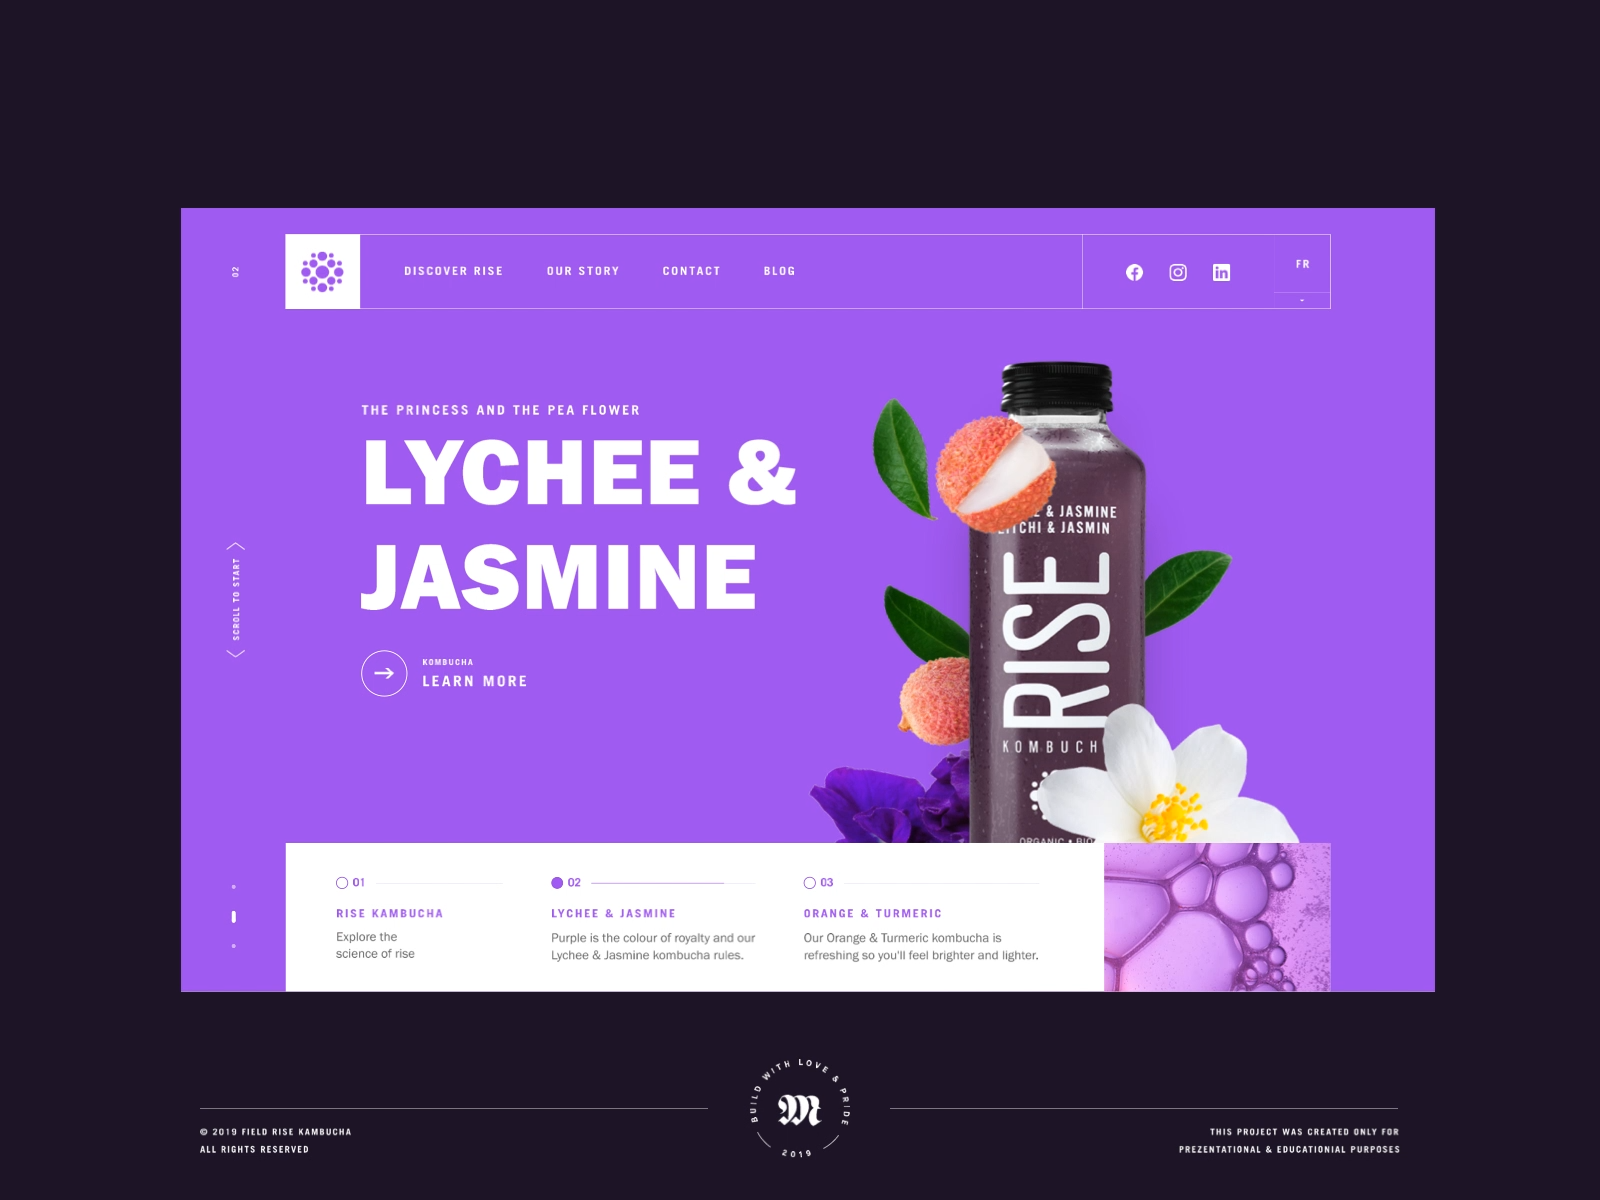 02
DISCOVER RISE
OUR STORY
CONTACT
BLOG
FR
THE PRINCESS AND THE PEA FLOWER
LYCHEE &
JASMINE
KOMBUCHA
LEARN MORE
SCROLL TO START
& JASMINE
& JASMIN
RISE
KOMBUCH
ORGANIC • BIO
01
RISE KAMBUCHA
Explore the
science of rise
02
LYCHEE & JASMINE
Purple is the colour of royalty and our
Lychee & Jasmine kombucha rules.
03
ORANGE & TURMERIC
Our Orange & Turmeric kombucha is
refreshing so you'll feel brighter and lighter.
BUILD WITH LOVE & PRIDE
M
2019
© 2019 FIELD RISE KAMBUCHA
ALL RIGHTS RESERVED
THIS PROJECT WAS CREATED ONLY FOR
PREZENTATIONAL & EDUCATIONIAL PURPOSES